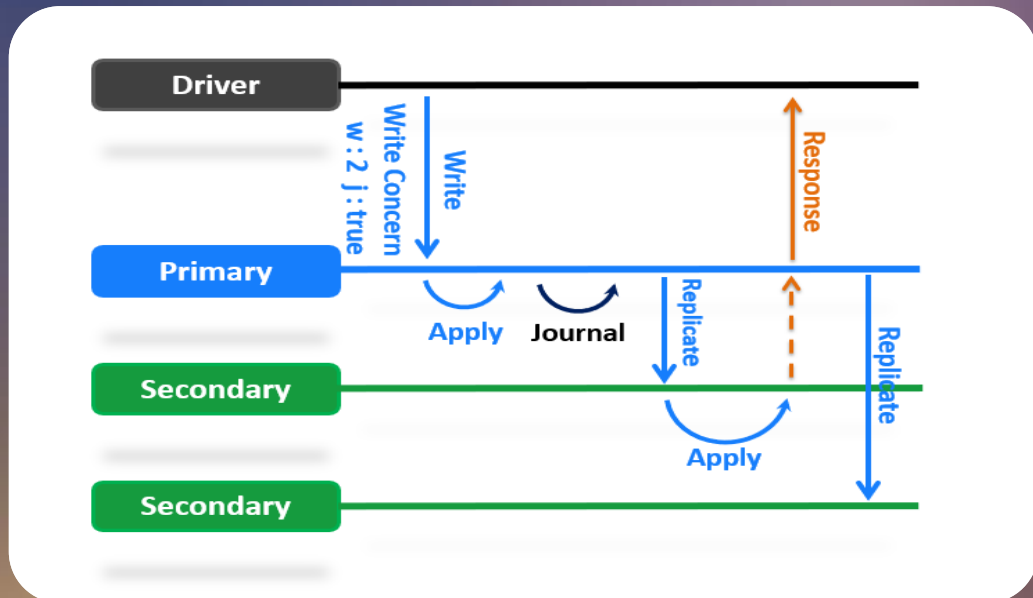 Driver
Write Concern
w : 2 j : true
Write
Response
Primary
Apply
Journal
Replicate
Replicate
Secondary
Apply
Secondary